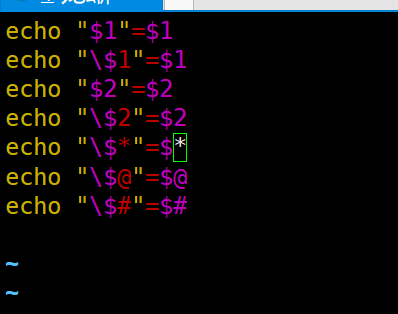 echo "$1"=$1
echo "\$1"=$1
echo "$2"=$2
echo "\$2"=$2
echo "\$*"=$*
echo "\$@"=$@
echo "\$#"=$#
~
~